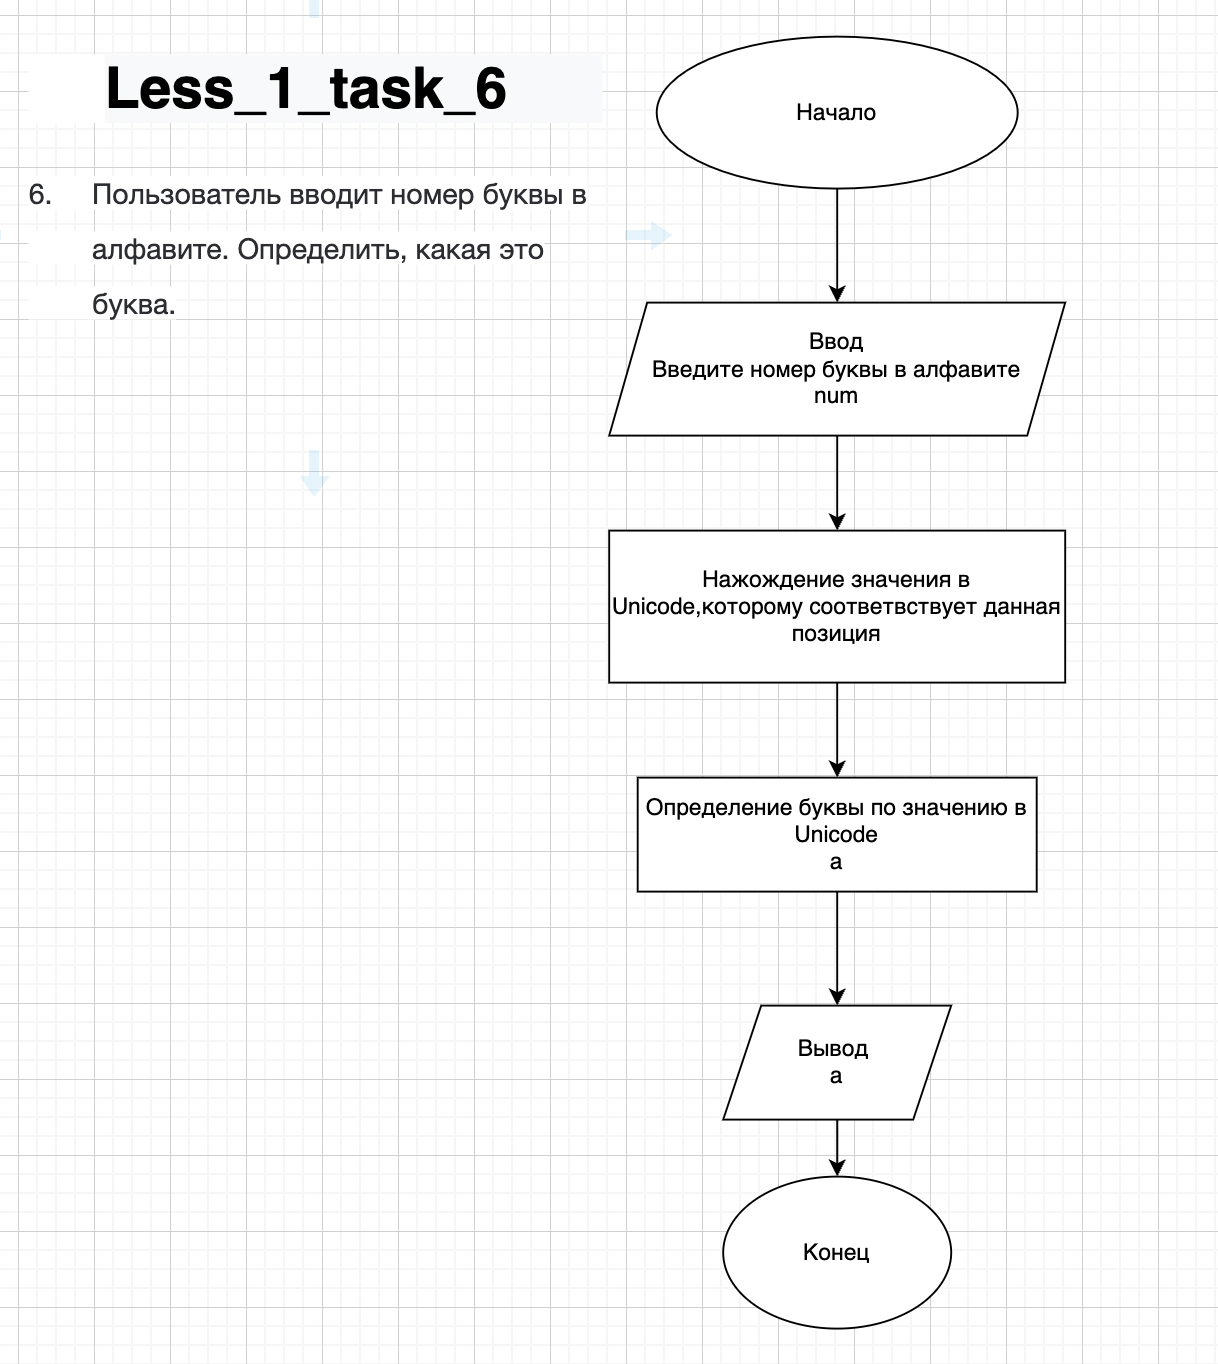 Less_1_task_6
6. Пользователь вводит номер буквы в
алфавите. Определить, какая это
буква.
Начало
Ввод
Введите номер буквы в алфавите
num
Нажождение значения в
Unicode,которому соответвствует данная
позиция
Определение буквы по значению в
Unicode
a
Вывод
a
Конец